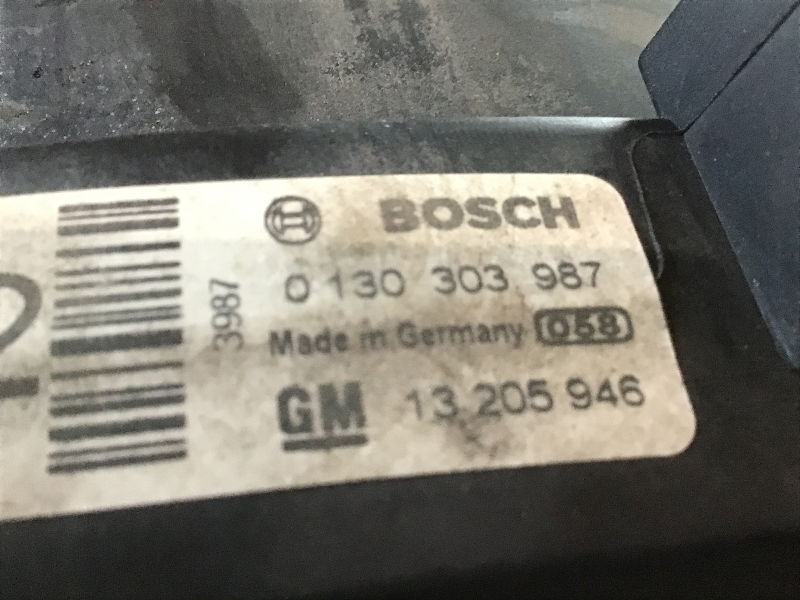 BOSCH
0 130 303 987
3987
Made in Germany 058
GM 13 205 946